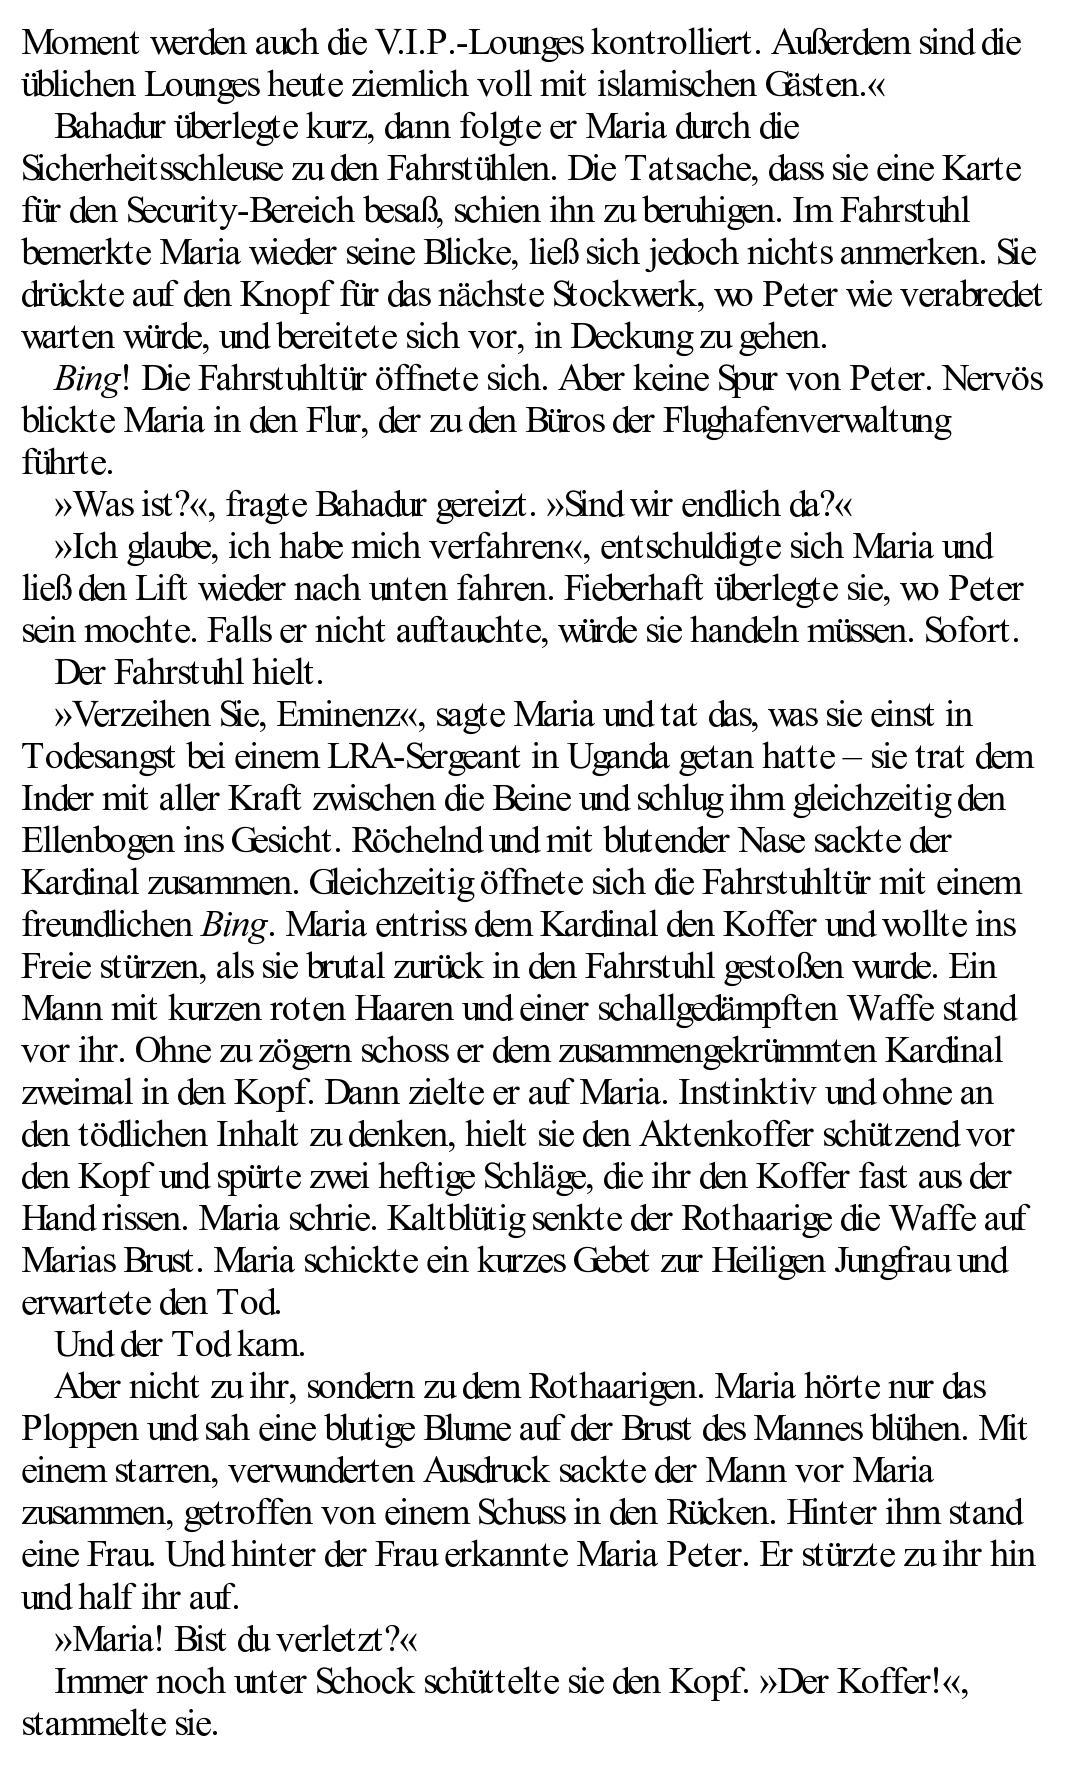 Moment werden auch die V.I.P.-Lounges kontrolliert. Außerdem sind die
üblichen Lounges heute ziemlich voll mit islamischen Gästen.«
Bahadur überlegte kurz, dann folgte er Maria durch die
Sicherheitsschleuse zu den Fahrstühlen. Die Tatsache, dass sie eine Karte
für den Security-Bereich besaß, schien ihn zu beruhigen. Im Fahrstuhl
bemerkte Maria wieder seine Blicke, ließ sich jedoch nichts anmerken. Sie
drückte auf den Knopf für das nächste Stockwerk, wo Peter wie verabredet
warten würde, und bereitete sich vor, in Deckung zu gehen.
Bing! Die Fahrstuhltür öffnete sich. Aber keine Spur von Peter. Nervös
blickte Maria in den Flur, der zu den Büros der Flughafenverwaltung
führte.
»Was ist?«, fragte Bahadur gereizt. »Sind wir endlich da?«
»Ich glaube, ich habe mich verfahren«, entschuldigte sich Maria und
ließ den Lift wieder nach unten fahren. Fieberhaft überlegte sie, wo Peter
sein mochte. Falls er nicht auftauchte, würde sie handeln müssen. Sofort.
Der Fahrstuhl hielt.
»Verzeihen Sie, Eminenz«, sagte Maria und tat das, was sie einst in
Todesangst bei einem LRA-Sergeant in Uganda getan hatte – sie trat dem
Inder mit aller Kraft zwischen die Beine und schlug ihm gleichzeitig den
Ellenbogen ins Gesicht. Röchelnd und mit blutender Nase sackte der
Kardinal zusammen. Gleichzeitig öffnete sich die Fahrstuhltür mit einem
freundlichen Bing. Maria entriss dem Kardinal den Koffer und wollte ins
Freie stürzen, als sie brutal zurück in den Fahrstuhl gestoßen wurde. Ein
Mann mit kurzen roten Haaren und einer schallgedämpften Waffe stand
vor ihr. Ohne zu zögern schoss er dem zusammengekrümmten Kardinal
zweimal in den Kopf. Dann zielte er auf Maria. Instinktiv und ohne an
den tödlichen Inhalt zu denken, hielt sie den Aktenkoffer schützend vor
den Kopf und spürte zwei heftige Schläge, die ihr den Koffer fast aus der
Hand rissen. Maria schrie. Kaltblütig senkte der Rothaarige die Waffe auf
Marias Brust. Maria schickte ein kurzes Gebet zur Heiligen Jungfrau und
erwartete den Tod.
Und der Tod kam.
Aber nicht zu ihr, sondern zu dem Rothaarigen. Maria hörte nur das
Ploppen und sah eine blutige Blume auf der Brust des Mannes blühen. Mit
einem starren, verwunderten Ausdruck sackte der Mann vor Maria
zusammen, getroffen von einem Schuss in den Rücken. Hinter ihm stand
eine Frau. Und hinter der Frau erkannte Maria Peter. Er stürzte zu ihr hin
und half ihr auf.
»Maria! Bist du verletzt?«
Immer noch unter Schock schüttelte sie den Kopf. »Der Koffer!«,
stammelte sie.